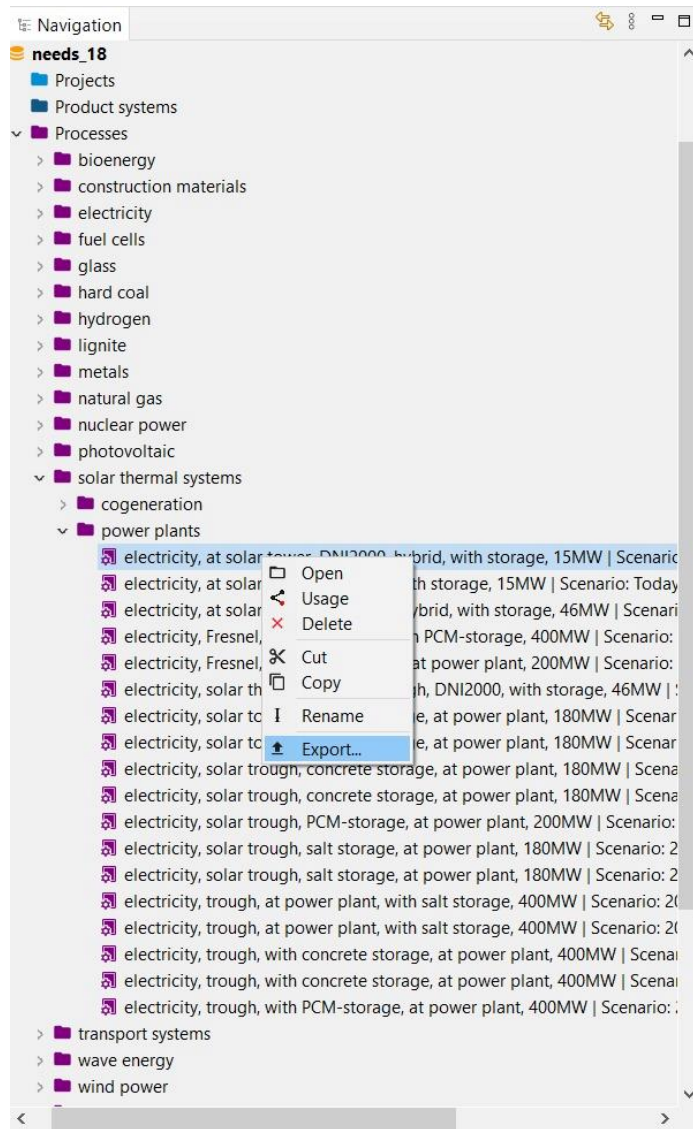 Navigation
needs_18
Projects
Product systems
Processes
bioenergy
construction materials
electricity
fuel cells
glass
hard coal
hydrogen
lignite
metals
natural gas
nuclear power
photovoltaic
solar thermal systems
cogeneration
power plants
electricity, at solar tower, DNI2000, hybrid, with storage, 15MW | Scenario
electricity, at solar th storage, 15MW | Scenario: Today
electricity, at solar ybrid, with storage, 46MW | Scenari
electricity, Fresnel, PCM-storage, 400MW | Scenario:
electricity, Fresnel, at power plant, 200MW | Scenario:
electricity, solar th h, DNI2000, with storage, 46MW |
electricity, solar to e, at power plant, 180MW | Scenar
electricity, solar to e, at power plant, 180MW | Scenar
Open
Usage
Delete
Cut
Copy
Rename
Export...
electricity, solar trough, concrete storage, at power plant, 180MW | Scena
electricity, solar trough, concrete storage, at power plant, 180MW | Scena
electricity, solar trough, PCM-storage, at power plant, 200MW | Scenario:
electricity, solar trough, salt storage, at power plant, 180MW | Scenario: 2
electricity, solar trough, salt storage, at power plant, 180MW | Scenario: 2
electricity, trough, at power plant, with salt storage, 400MW | Scenario: 20
electricity, trough, at power plant, with salt storage, 400MW | Scenario: 20
electricity, trough, with concrete storage, at power plant, 400MW | Scenar
electricity, trough, with concrete storage, at power plant, 400MW | Scenar
electricity, trough, with PCM-storage, at power plant, 400MW | Scenario:
transport systems
wave energy
wind power